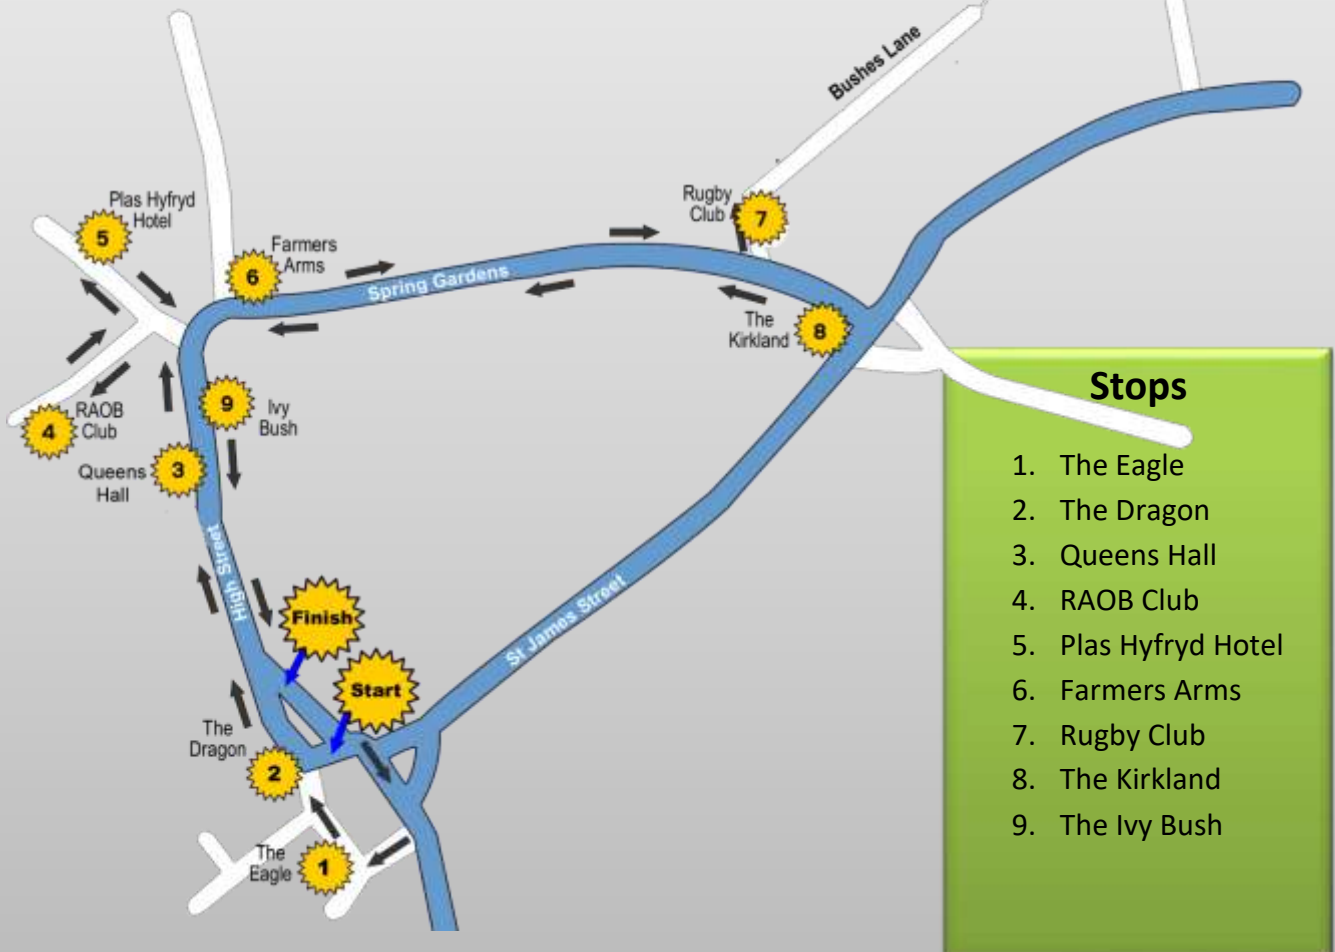 Bushes Lane
Plas Hyfryd
Hotel
5
Rugby
Club
7
Farmers
Arms
6
Spring Gardens
The
Kirkland
8
RAOB
Club
4
9
Ivy
Bush
Queens
Hall
3
High Street
Finish
Start
St James Street
The
Dragon
2
The
Eagle
1
Stops
1. The Eagle
2. The Dragon
3. Queens Hall
4. RAOB Club
5. Plas Hyfryd Hotel
6. Farmers Arms
7. Rugby Club
8. The Kirkland
9. The Ivy Bush